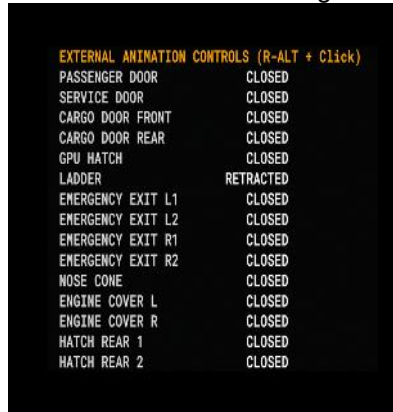 EXTERNAL ANIMATION CONTROLS (R-ALT + Click)
PASSENGER DOOR CLOSED
SERVICE DOOR CLOSED
CARGO DOOR FRONT CLOSED
CARGO DOOR REAR CLOSED
GPU HATCH CLOSED
LADDER RETRACTED
EMERGENCY EXIT L1 CLOSED
EMERGENCY EXIT L2 CLOSED
EMERGENCY EXIT R1 CLOSED
EMERGENCY EXIT R2 CLOSED
NOSE CONE CLOSED
ENGINE COVER L CLOSED
ENGINE COVER R CLOSED
HATCH REAR 1 CLOSED
HATCH REAR 2 CLOSED